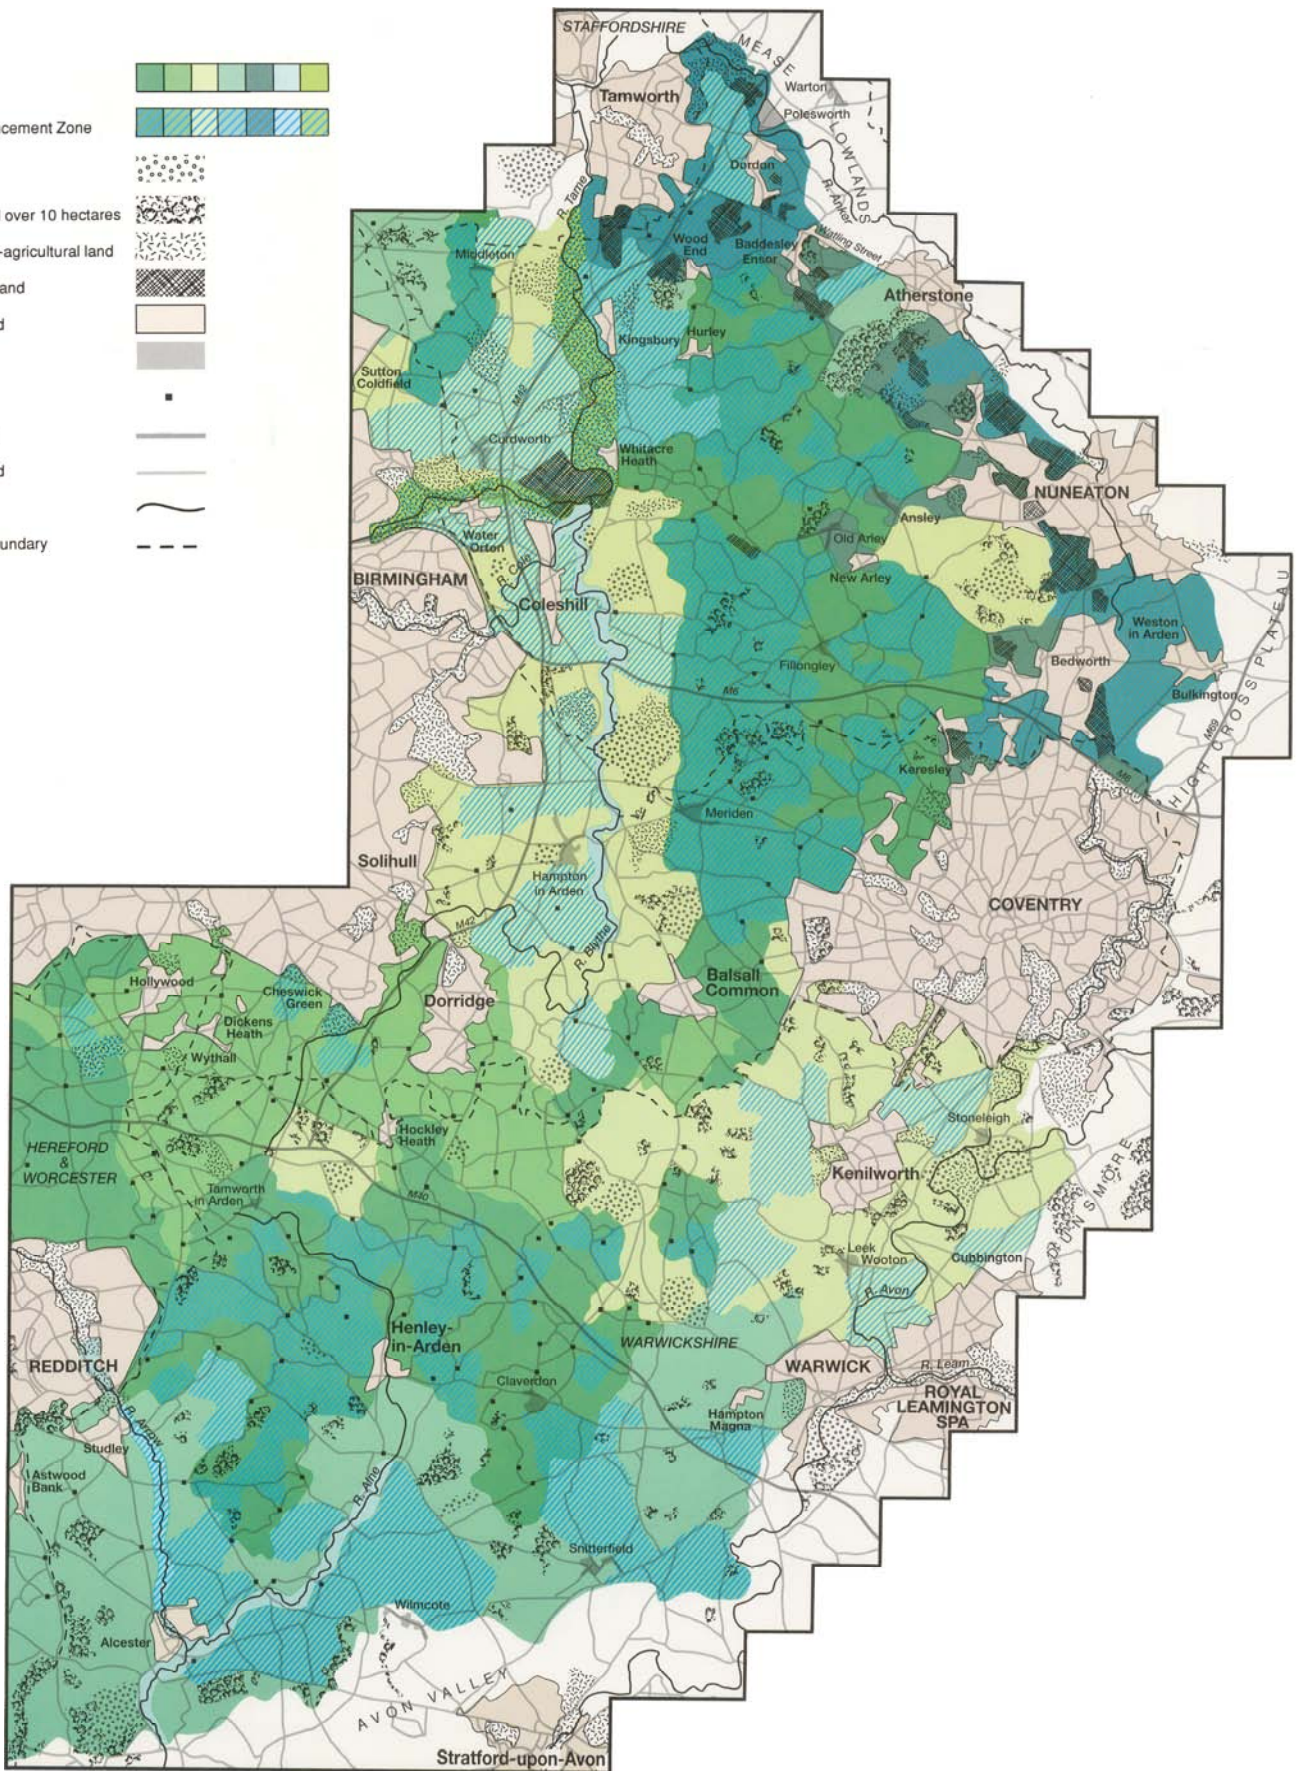 STAFFORDSHIRE
MEASE
LOWLANDS
Tamworth
Warton
Polesworth
cement Zone
Dordon
over 10 hectares
-agricultural land
and
R. Tame
R. Anker
Watling Street
Middleton
Wood
End
Baddesley
Ensor
Atherstone
Kingsbury
Hurley
Sutton
Coldfield
M42
Curdworth
Whitacre
Heath
NUNEATON
Ansley
Old Arley
New Arley
undary
Water
Orton
R. Cole
BIRMINGHAM
Coleshill
Weston
in Arden
Fillongley
Bedworth
M6
Bulkington
M69
HIGH CROSS PLATEAU
Keresley
M6
Meriden
Solihull
Hampton
in Arden
COVENTRY
M42
R. Blythe
Balsall
Common
Hollywood
Cheswick
Green
Dorridge
Dickens
Heath
Wythall
Stoneleigh
HEREFORD
&
WORCESTER
Hockley
Heath
Kenilworth
DUNSMORE
Tamworth
in Arden
M40
Leek
Wooton
Cubbington
R. Avon
Henley-
in-Arden
WARWICKSHIRE
REDDITCH
WARWICK
R. Leam
Claverdon
ROYAL
LEAMINGTON
SPA
R. Arrow
Hampton
Magna
Studley
Astwood
Bank
R. Alne
Snitterfield
Wilmcote
Alcester
AVON VALLEY
Stratford-upon-Avon